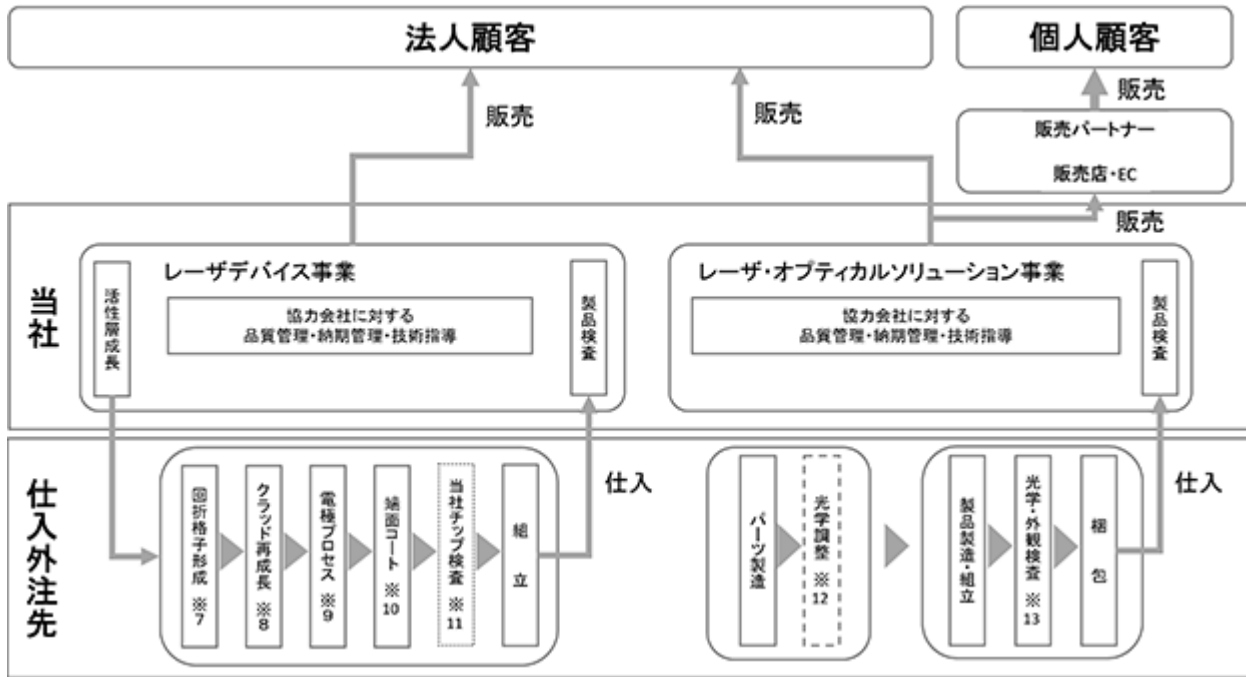 法人顧客
個人顧客
販売
販売
販売
販売パートナー
販売店・EC
販売
当社
レーザデバイス事業
活性層成長
協力会社に対する
品質管理・納期管理・技術指導
製品検査
レーザ・オプティカルソリューション事業
協力会社に対する
品質管理・納期管理・技術指導
製品検査
仕入外注先
回折格子形成 ※7
クラッド再成長 ※8
電極プロセス ※9
端面コート ※10
当社チップ検査 ※11
組立
仕入
パーツ製造
光学調整 ※12
製品製造・組立
光学・外観検査 ※13
梱包
仕入